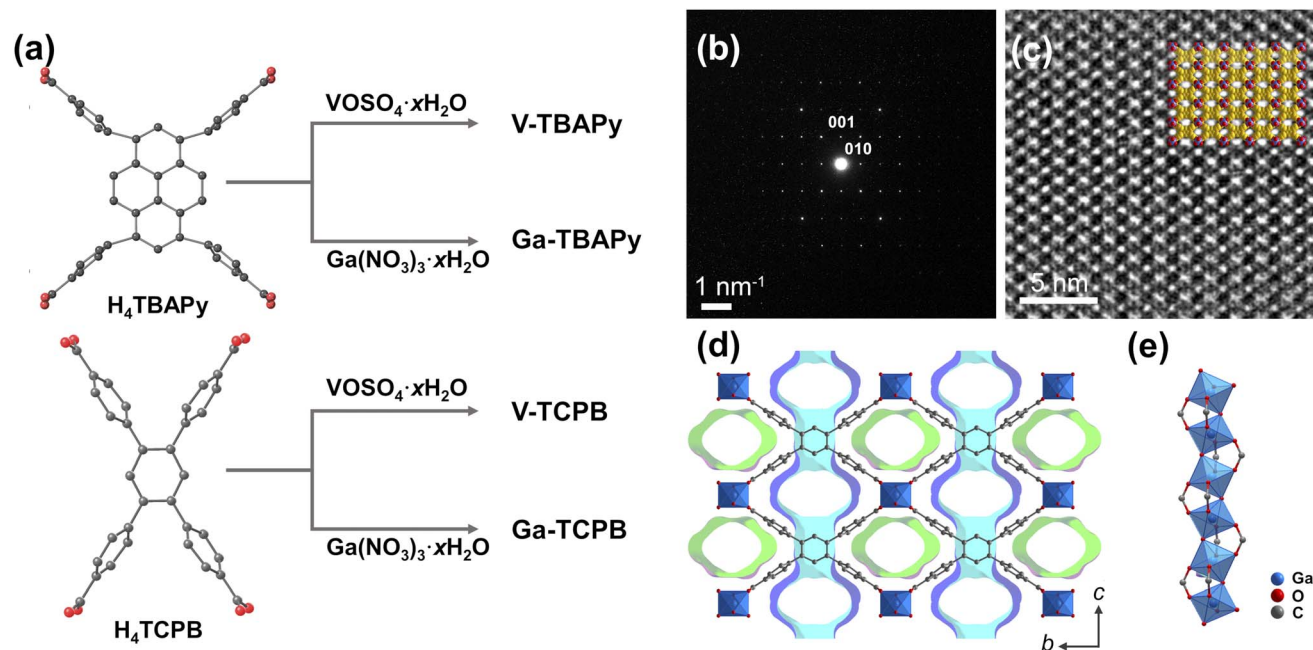 (a)
VOSO₄·xH₂O
V-TBAPy
Ga-TBAPy
Ga(NO₃)₃·xH₂O
H₄TBAPy
VOSO₄·xH₂O
V-TCPB
Ga-TCPB
Ga(NO₃)₃·xH₂O
H₄TCPB
(b)
001
010
1 nm⁻¹
(c)
5 nm
(d)
c
b
(e)
Ga
O
C